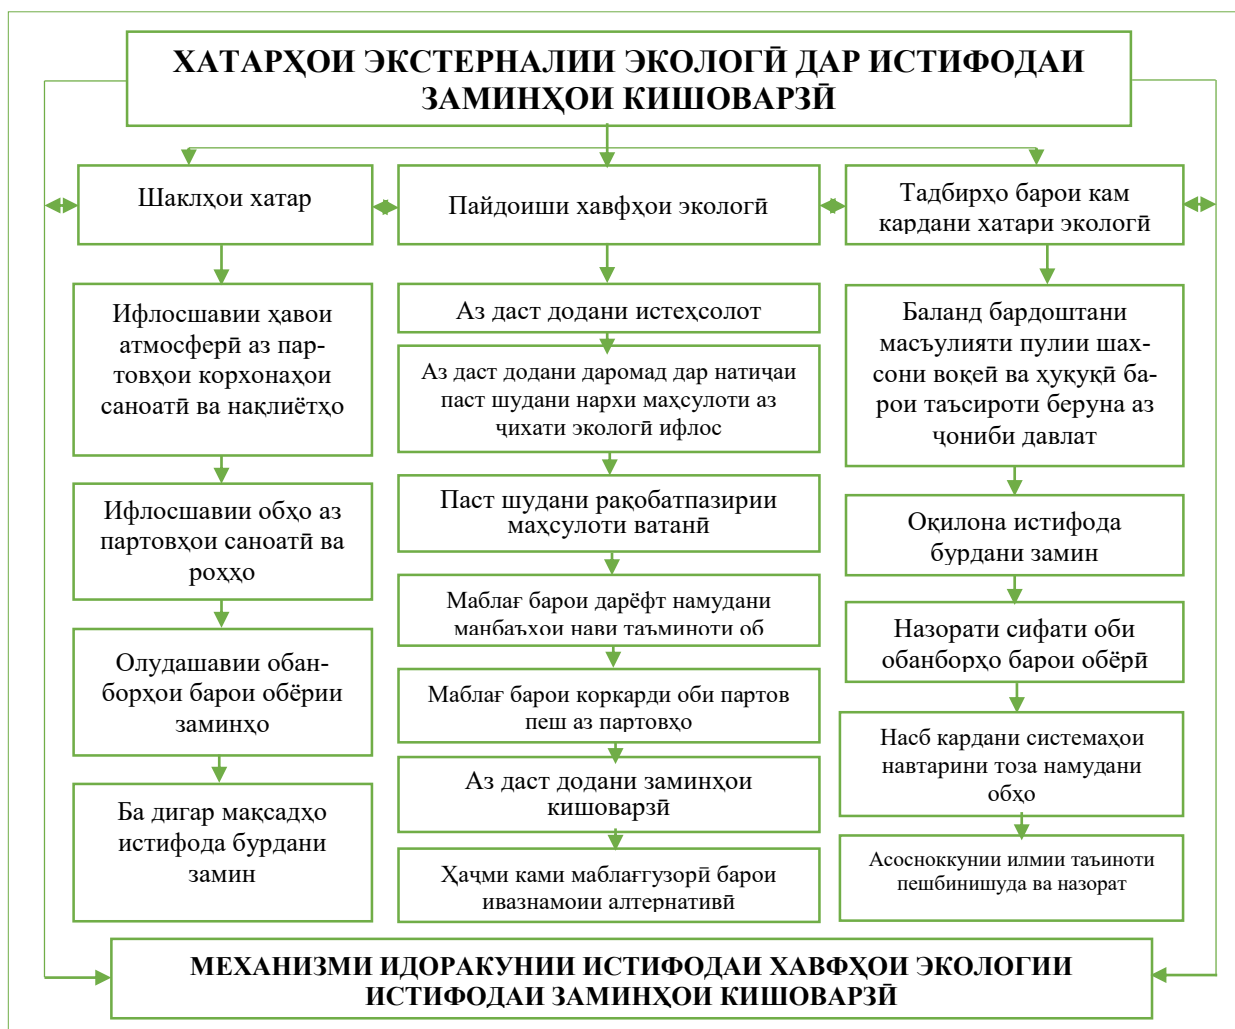 ХАТАРҲОИ ЭКСТЕРНАЛИИ ЭКОЛОГӢ ДАР ИСТИФОДАИ
ЗАМИНҲОИ КИШОВАРЗӢ
Шаклҳои хатар
Пайдоиши хавфҳои экологӣ
Тадбирҳо барои кам
кардани хатари экологӣ
Ифлосшавии ҳавои
атмосферӣ аз пар-
товҳои корхонаҳои
саноатӣ ва нақлиётҳо
Ифлосшавии обҳо аз
партовҳои саноатӣ ва
роҳҳо
Олудашавии обан-
борҳои барои обёрии
заминҳо
Ба дигар мақсадҳо
истифода бурдани
замин
Аз даст додани истеҳсолот
Аз даст додани даромад дар натиҷаи
паст шудани нархи маҳсулоти аз
ҷихати экологӣ ифлос
Паст шудани рақобатпазирии
маҳсулоти ватанӣ
Маблағ барои дарёфт намудани
манбаъҳои нави таъминоти об
Маблағ барои коркарди оби партов
пеш аз партовҳо
Аз даст додани заминҳои
кишоварзӣ
Ҳаҷми ками маблағгузорӣ барои
ивазнамоии алтернативӣ
Баланд бардоштани
масъулияти пулии шах-
сони воқеӣ ва ҳуқуқӣ ба-
рои таъсироти беруна аз
ҷониби давлат
Оқилона истифода
бурдани замин
Назорати сифати оби
обанборҳо барои обёрӣ
Насб кардани системаҳои
навтарини тоза намудани
обҳо
Асосноккунии илмии таъиноти
пешбинишуда ва назорат
МЕХАНИЗМИ ИДОРАКУНИИ ИСТИФОДАИ ХАВФҲОИ ЭКОЛОГИИ
ИСТИФОДАИ ЗАМИНҲОИ КИШОВАРЗӢ